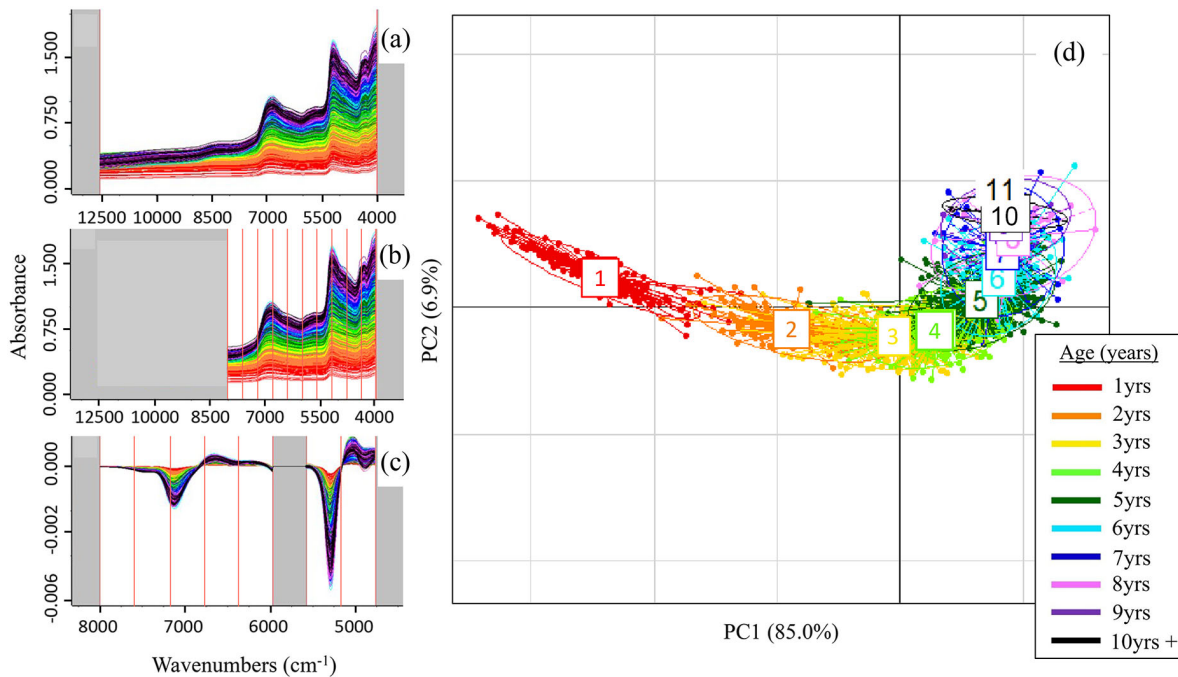 (a)
1.500
0.750
0.000
12500 10000 8500 7000 5500 4000
(b)
Absorbance
1.500
0.750
0.000
12500 10000 8500 7000 5500 4000
(c)
0.000
-0.002
-0.006
8000 7000 6000 5000
Wavenumbers (cm⁻¹)
(d)
PC2 (6.9%)
11
10
8
7
6
5
1
2
3
4
PC1 (85.0%)
Age (years)
1yrs
2yrs
3yrs
4yrs
5yrs
6yrs
7yrs
8yrs
9yrs
10yrs +